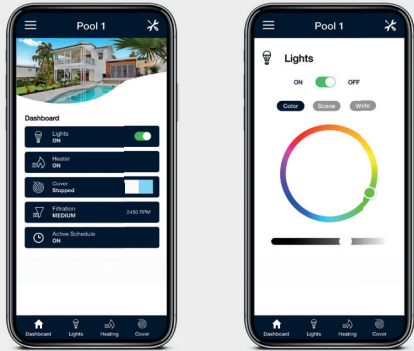 Pool 1
Dashboard
Lights
ON
Heater
ON
Cover
Stopped
Filtration
MEDIUM
2450 RPM
Active Schedule
ON
Dashboard
Lights
Heating
Cover
Pool 1
Lights
ON
OFF
Color
Scene
White
Dashboard
Lights
Heating
Cover